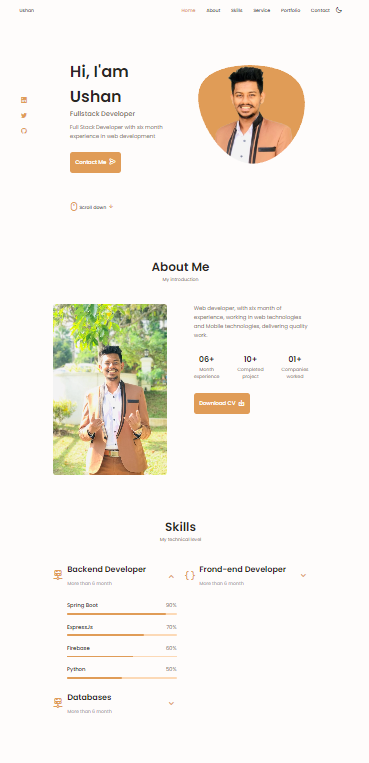 Ushan
Home About Skills Service Portfolio Contact
Hi, I'am
Ushan
Fullstack Developer
Full Stack Developer with six month
experience in web development
Contact Me
Scroll down
About Me
My introduction
Web developer, with six month of
experience, working in web technologies
and Mobile technologies, delivering quality
work.
06+ 10+ 01+
Month Completed Companies
experience project worked
Download CV
Skills
My technical level
Backend Developer
More than 6 month
Frond-end Developer
More than 6 month
Spring Boot 90%
ExpressJs 70%
Firebase 60%
Python 50%
Databases
More than 6 month